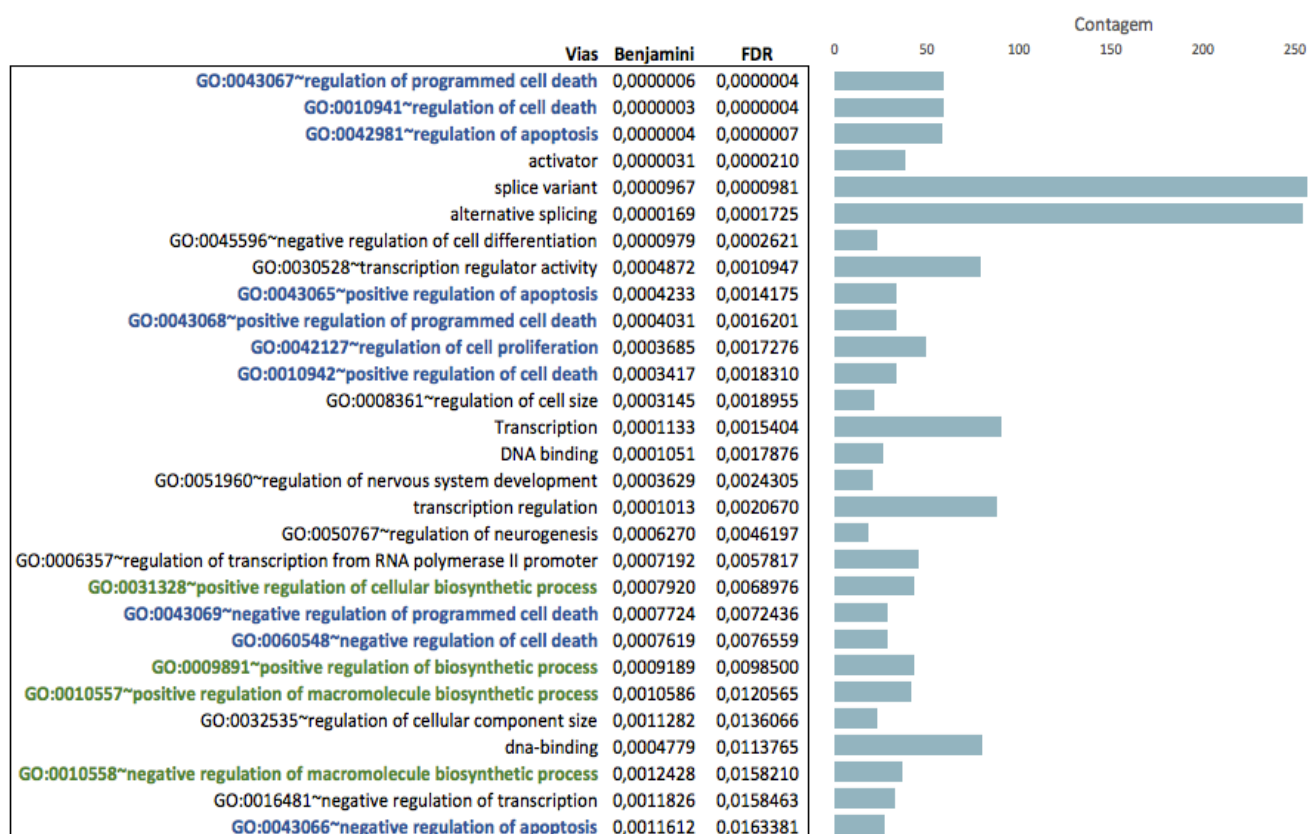 Contagem
Vias Benjamini FDR 0 50 100 150 200 250
GO:0043067~regulation of programmed cell death 0,0000006 0,0000004
GO:0010941~regulation of cell death 0,0000003 0,0000004
GO:0042981~regulation of apoptosis 0,0000004 0,0000007
activator 0,0000031 0,0000210
splice variant 0,0000967 0,0000981
alternative splicing 0,0000169 0,0001725
GO:0045596~negative regulation of cell differentiation 0,0000979 0,0002621
GO:0030528~transcription regulator activity 0,0004872 0,0010947
GO:0043065~positive regulation of apoptosis 0,0004233 0,0014175
GO:0043068~positive regulation of programmed cell death 0,0004031 0,0016201
GO:0042127~regulation of cell proliferation 0,0003685 0,0017276
GO:0010942~positive regulation of cell death 0,0003417 0,0018310
GO:0008361~regulation of cell size 0,0003145 0,0018955
Transcription 0,0001133 0,0015404
DNA binding 0,0001051 0,0017876
GO:0051960~regulation of nervous system development 0,0003629 0,0024305
transcription regulation 0,0001013 0,0020670
GO:0050767~regulation of neurogenesis 0,0006270 0,0046197
GO:0006357~regulation of transcription from RNA polymerase II promoter 0,0007192 0,0057817
GO:0031328~positive regulation of cellular biosynthetic process 0,0007920 0,0068976
GO:0043069~negative regulation of programmed cell death 0,0007724 0,0072436
GO:0060548~negative regulation of cell death 0,0007619 0,0076559
GO:0009891~positive regulation of biosynthetic process 0,0009189 0,0098500
GO:0010557~positive regulation of macromolecule biosynthetic process 0,0010586 0,0120565
GO:0032535~regulation of cellular component size 0,0011282 0,0136066
dna-binding 0,0004779 0,0113765
GO:0010558~negative regulation of macromolecule biosynthetic process 0,0012428 0,0158210
GO:0016481~negative regulation of transcription 0,0011826 0,0158463
GO:0043066~negative regulation of apoptosis 0,0011612 0,0163381